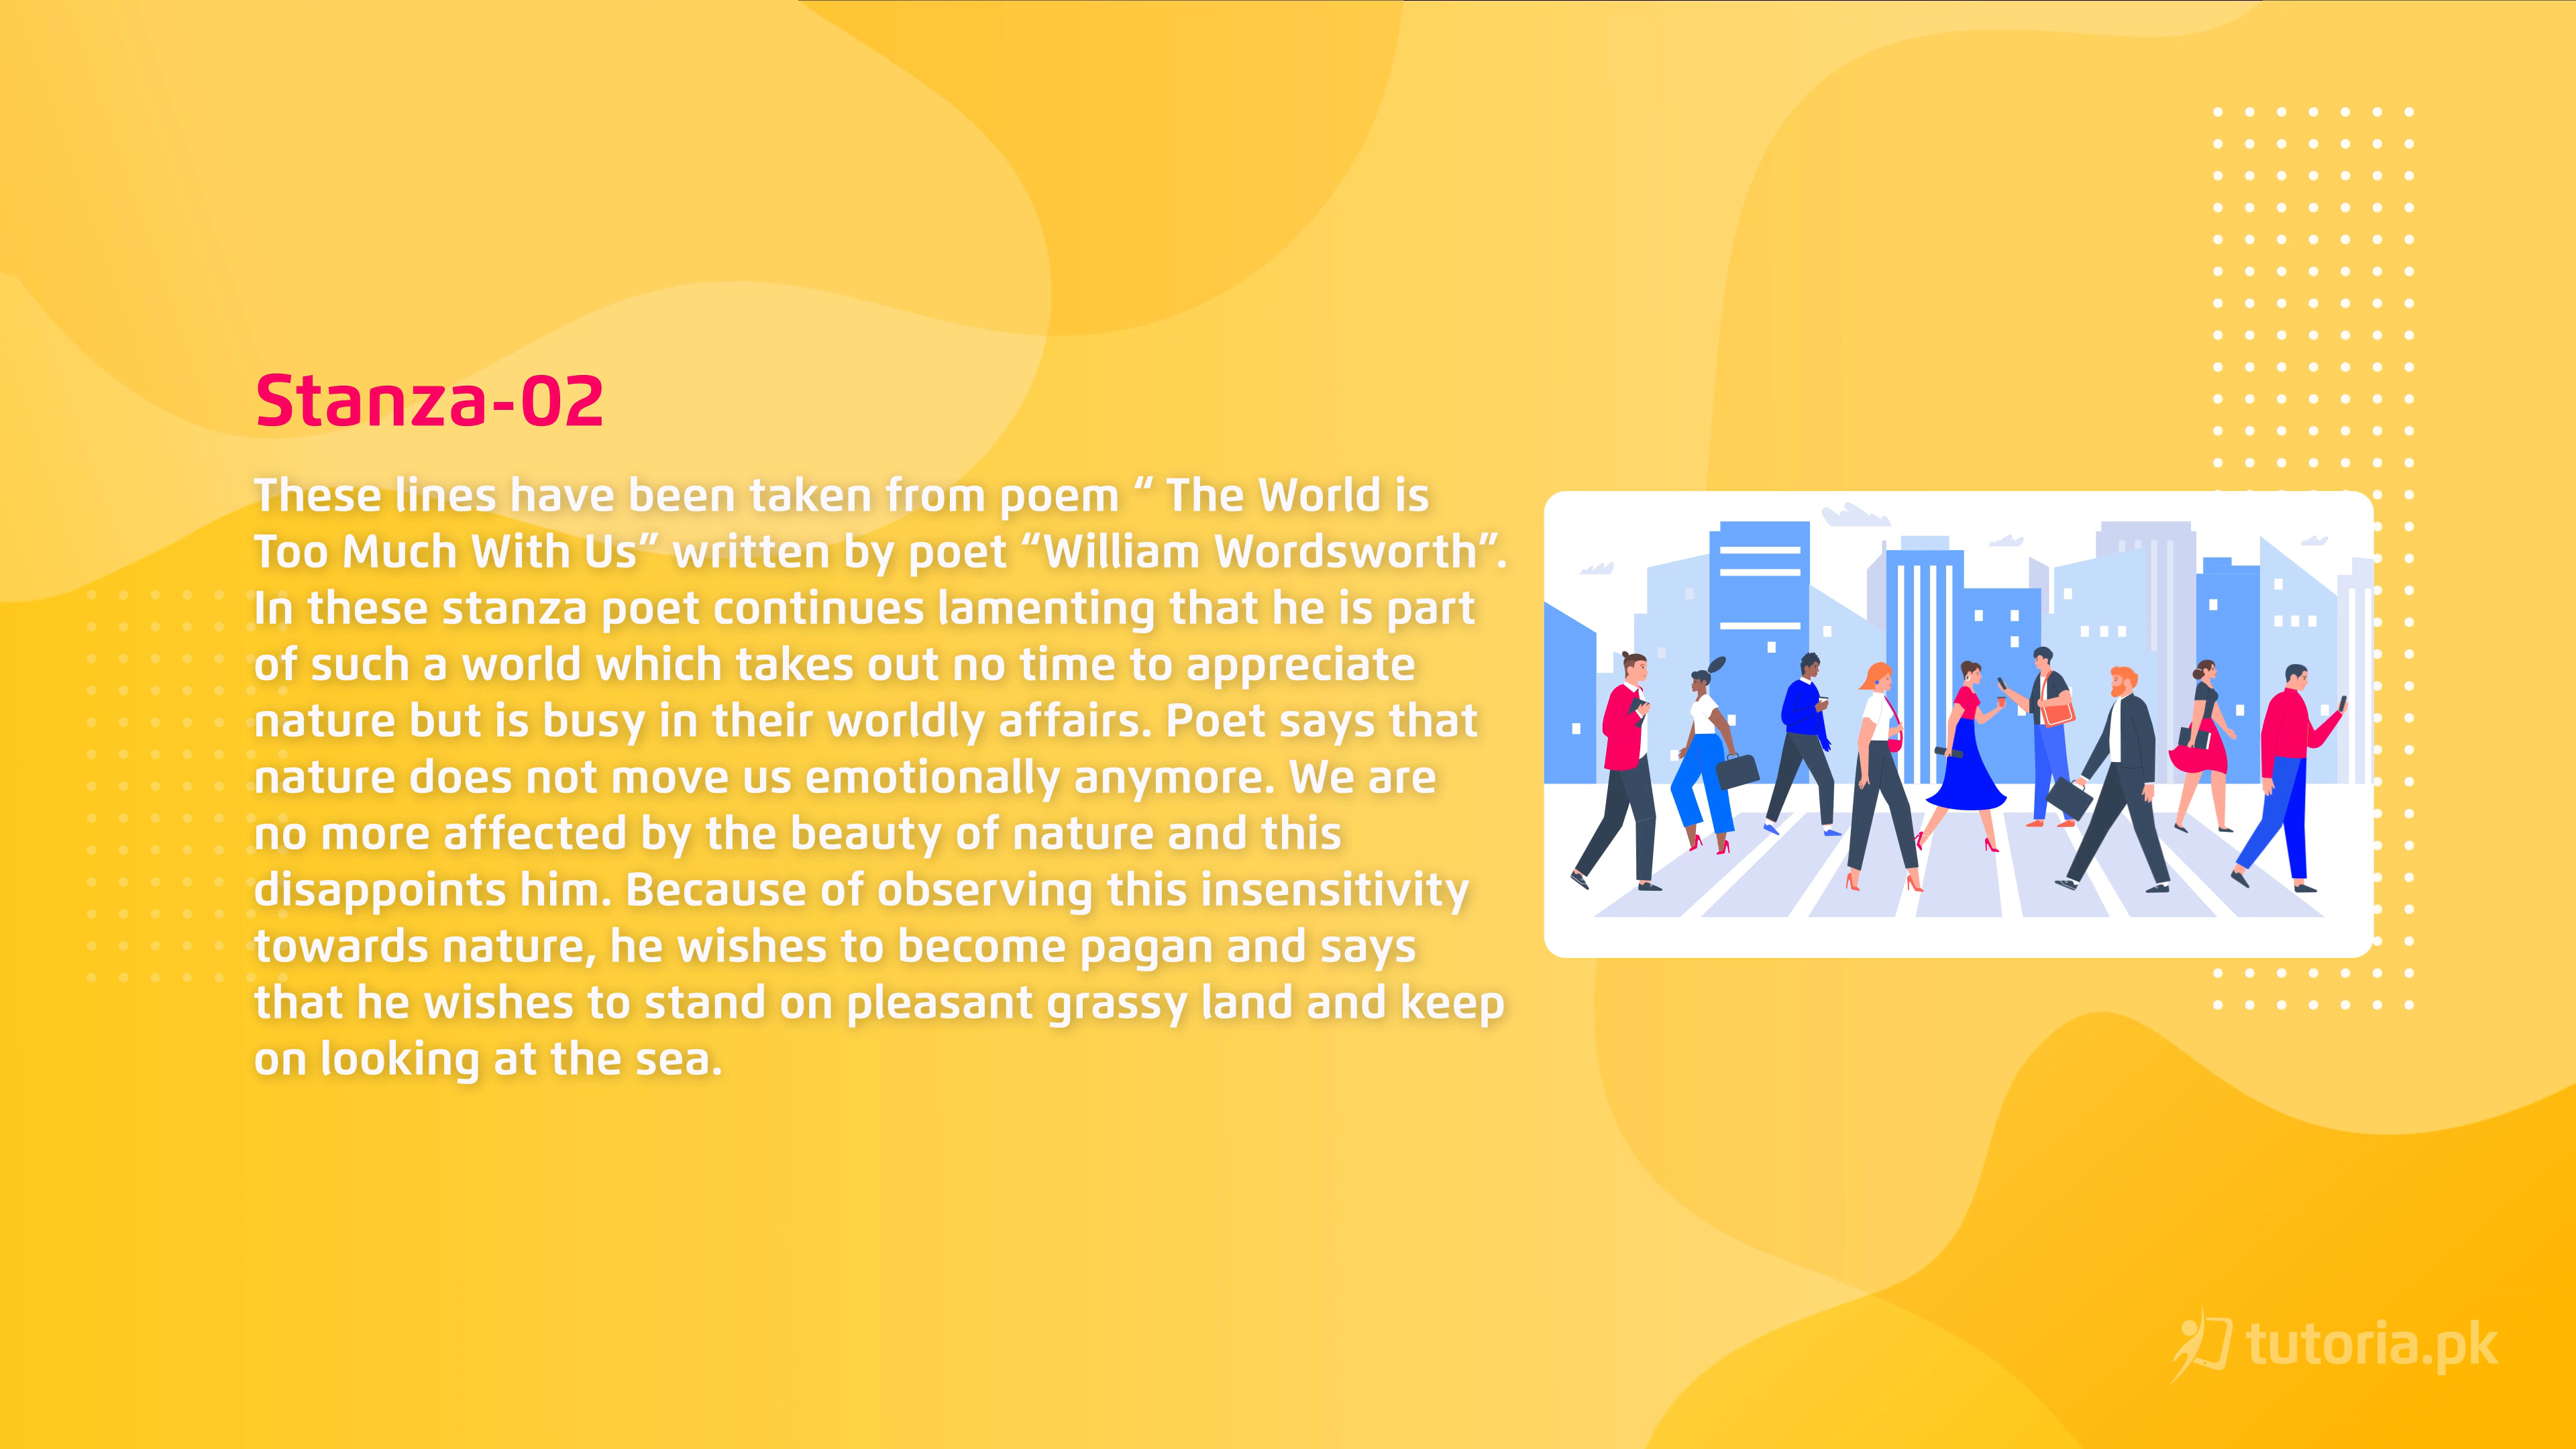 Stanza-02
These lines have been taken from poem “ The World is
Too Much With Us” written by poet “William Wordsworth”.
In these stanza poet continues lamenting that he is part
of such a world which takes out no time to appreciate
nature but is busy in their worldly affairs. Poet says that
nature does not move us emotionally anymore. We are
no more affected by the beauty of nature and this
disappoints him. Because of observing this insensitivity
towards nature, he wishes to become pagan and says
that he wishes to stand on pleasant grassy land and keep
on looking at the sea.
tutoria.pk